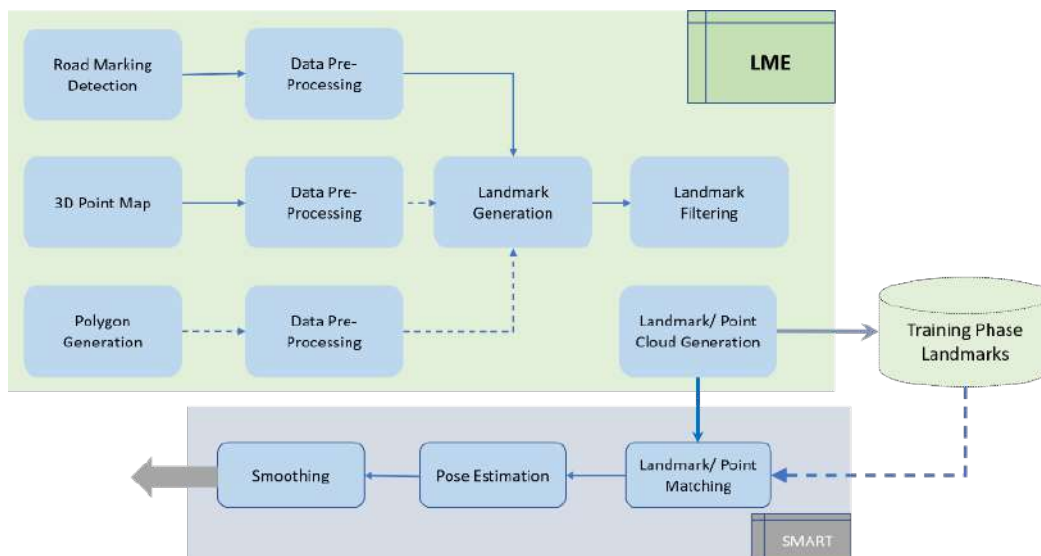 Road Marking
Detection
Data Pre-
Processing
LME
3D Point Map
Data Pre-
Processing
Landmark
Generation
Landmark
Filtering
Polygon
Generation
Data Pre-
Processing
Landmark/ Point
Cloud Generation
Training Phase
Landmarks
Smoothing
Pose Estimation
Landmark/ Point
Matching
SMART